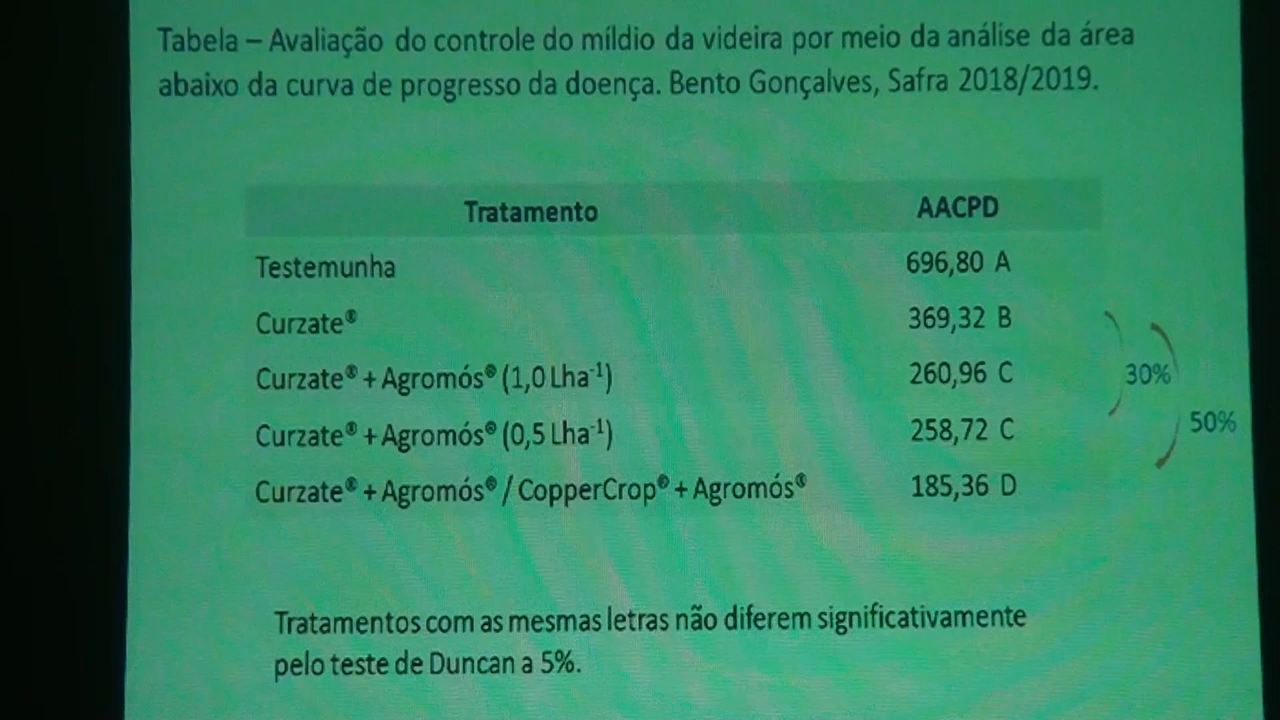 Tabela – Avaliação do controle do míldio da videira por meio da análise da área
abaixo da curva de progresso da doença. Bento Gonçalves, Safra 2018/2019.
Tratamento AACPD
Testemunha 696,80 A
Curzate® 369,32 B
Curzate® + Agromós® (1,0 Lha⁻¹) 260,96 C
30%
Curzate® + Agromós® (0,5 Lha⁻¹) 258,72 C
50%
Curzate® + Agromós® / CopperCrop® + Agromós® 185,36 D
Tratamentos com as mesmas letras não diferem significativamente
pelo teste de Duncan a 5%.